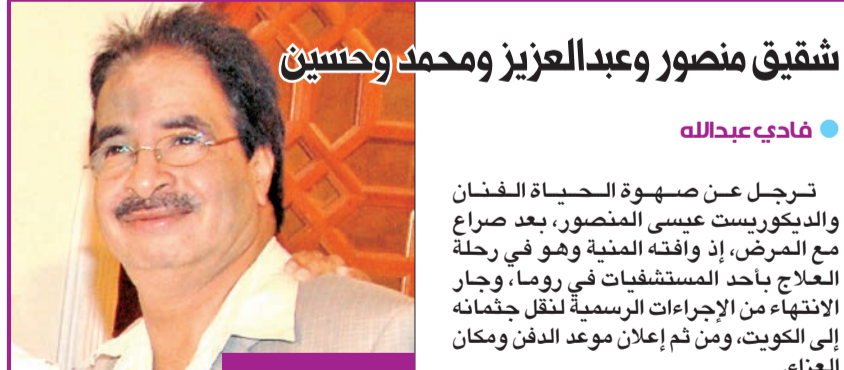 شقيق منصور وعبدالعزيز ومحمد وحسين
فادي عبدالله
ترجل عن صهوة الحياة الفنان
والديكوريست عيسى المنصور، بعد صراع
مع المرض، إذ وافته المنية وهو في رحلة
العلاج بأحد المستشفيات في روما، وجار
الانتهاء من الإجراءات الرسمية لنقل جثمانه
إلى الكويت، ومن ثم إعلان موعد الدفن ومكان
العزاء